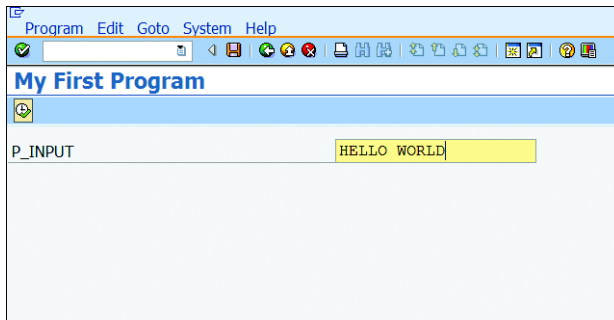 Program Edit Goto System Help
My First Program
P_INPUT HELLO WORLD